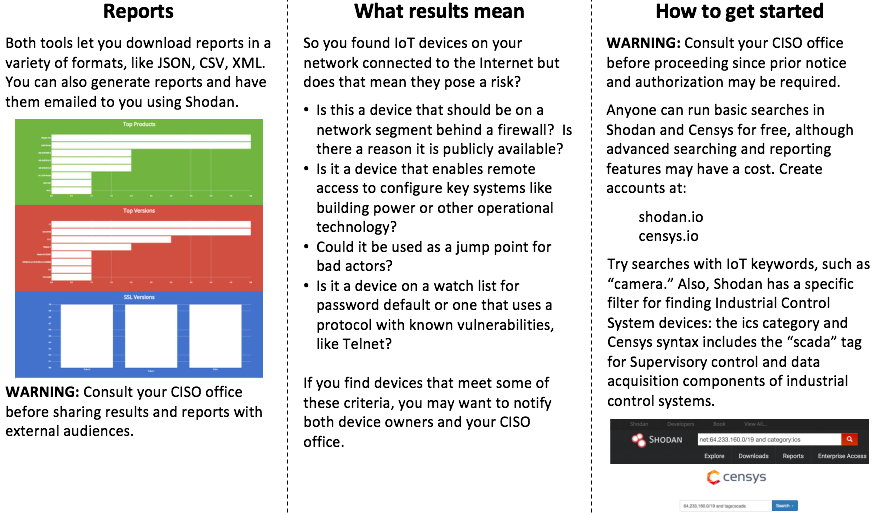 Reports
Both tools let you download reports in a
variety of formats, like JSON, CSV, XML.
You can also generate reports and have
them emailed to you using Shodan.
Top Products
Top Versions
SSL Versions
WARNING: Consult your CISO office
before sharing results and reports with
external audiences.
What results mean
So you found IoT devices on your
network connected to the Internet but
does that mean they pose a risk?
• Is this a device that should be on a
network segment behind a firewall?  Is
there a reason it is publicly available?
• Is it a device that enables remote
access to configure key systems like
building power or other operational
technology?
• Could it be used as a jump point for
bad actors?
• Is it a device on a watch list for
password default or one that uses a
protocol with known vulnerabilities,
like Telnet?
If you find devices that meet some of
these criteria, you may want to notify
both device owners and your CISO
office.
How to get started
WARNING: Consult your CISO office
before proceeding since prior notice
and authorization may be required.
Anyone can run basic searches in
Shodan and Censys for free, although
advanced searching and reporting
features may have a cost. Create
accounts at:
shodan.io
censys.io
Try searches with IoT keywords, such as
“camera.” Also, Shodan has a specific
filter for finding Industrial Control
System devices: the ics category and
Censys syntax includes the “scada” tag
for Supervisory control and data
acquisition components of industrial
control systems.
Shodan Developers Book View All...
SHODAN net:64.233.160.0/19 and category:ics
Explore Downloads Reports Enterprise Access
censys
64.233.160.0/19 and tags:scada Search